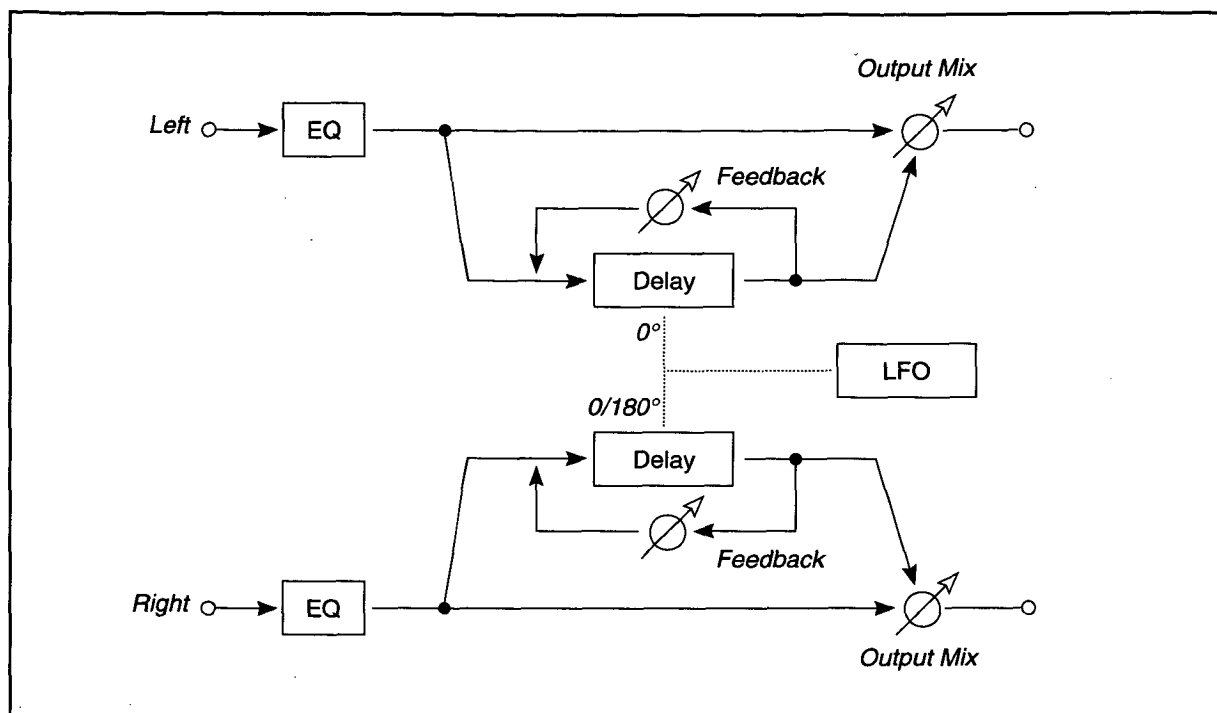 Output Mix
Left
EQ
Feedback
Delay
0°
LFO
0/180°
Delay
Feedback
Right
EQ
Output Mix